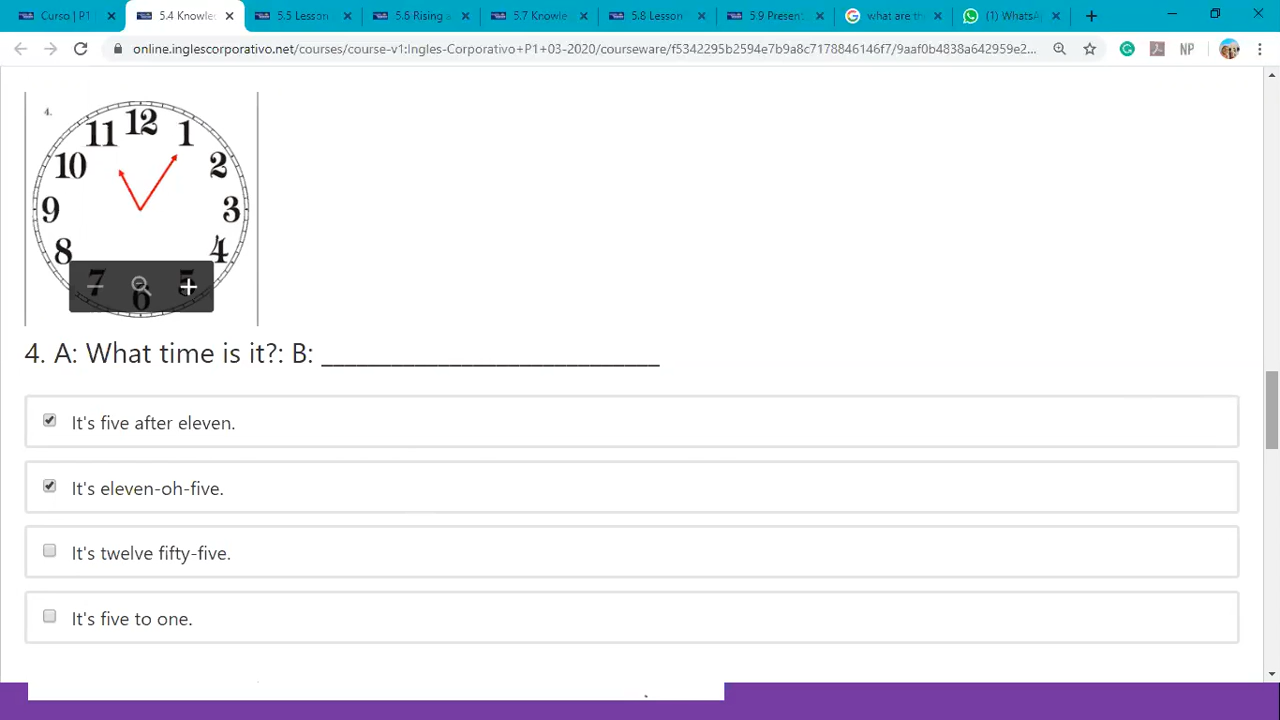 Curso | P1
5.4 Knowle
5.5 Lesson
5.6 Rising a
5.7 Knowle
5.8 Lesson
5.9 Present
what are th
(1) WhatsA
online.inglescorporativo.net/courses/course-v1:Ingles-Corporativo+P1+03-2020/courseware/f5342295b2594e7b9a8c7178846146f7/9aaf0b4838a642959e2...
NP
4.
12
11 1
10 2
9 3
8 4
7 5
6
4. A: What time is it?: B: __________________________
It's five after eleven.
It's eleven-oh-five.
It's twelve fifty-five.
It's five to one.